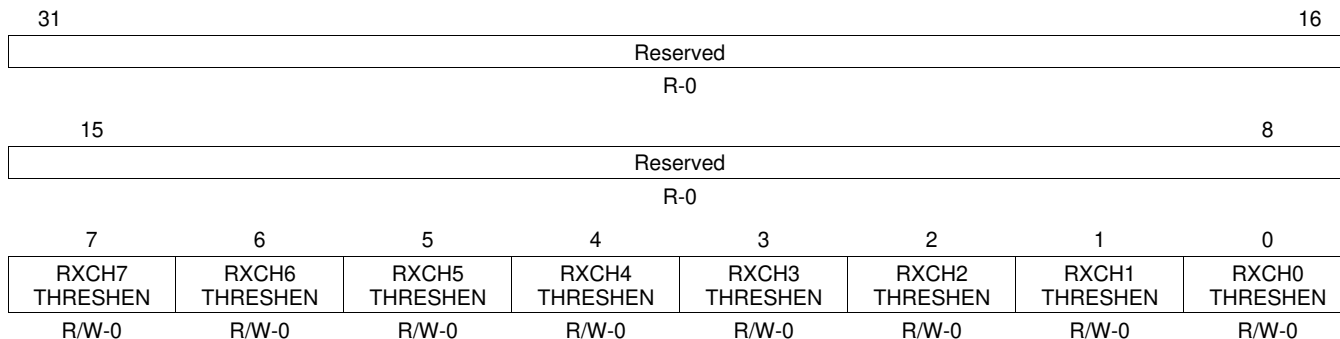 31 16
Reserved
R-0
15 8
Reserved
R-0
7 6 5 4 3 2 1 0
RXCH7 RXCH6 RXCH5 RXCH4 RXCH3 RXCH2 RXCH1 RXCH0
THRESHEN THRESHEN THRESHEN THRESHEN THRESHEN THRESHEN THRESHEN THRESHEN
R/W-0 R/W-0 R/W-0 R/W-0 R/W-0 R/W-0 R/W-0 R/W-0